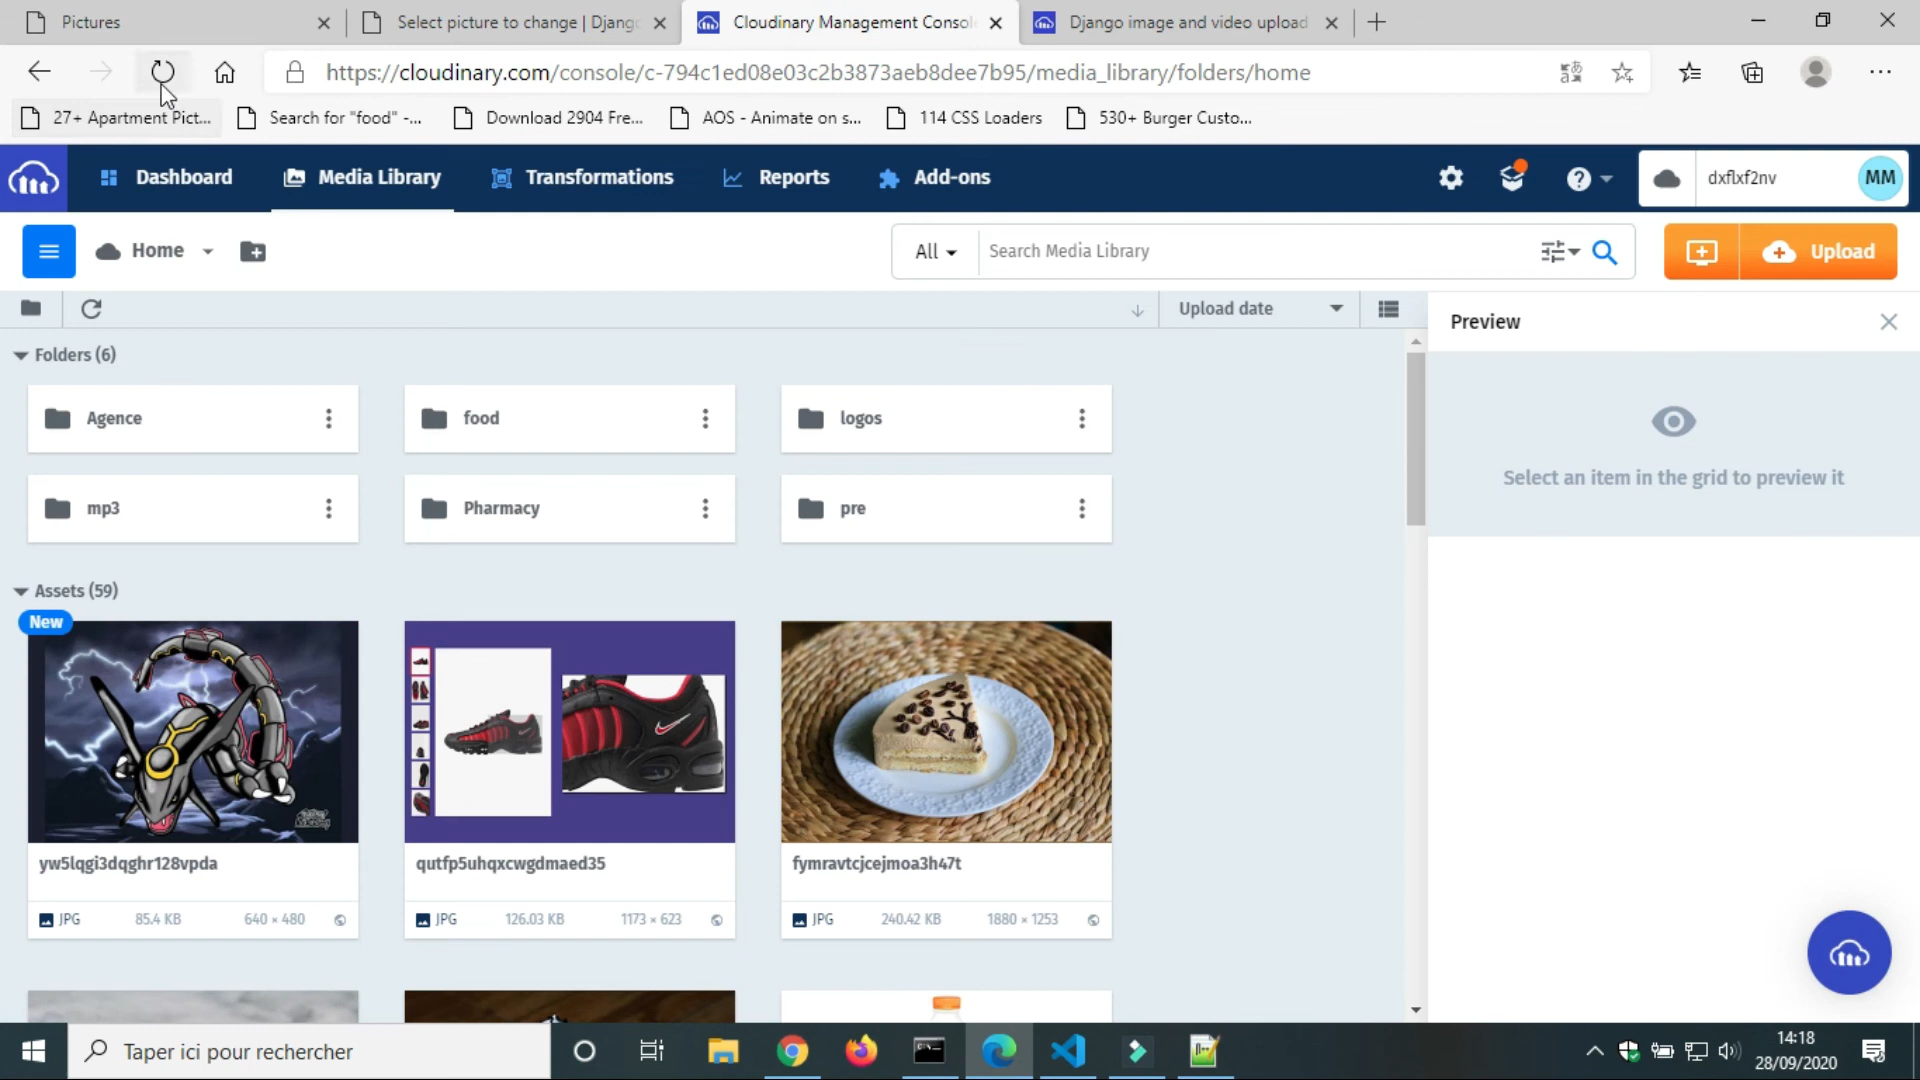 Pictures
Select picture to change | Djang
Cloudinary Management Consol
Django image and video upload
https://cloudinary.com/console/c-794c1ed08e03c2b3873aeb8dee7b95/media_library/folders/home
27+ Apartment Pict...
Search for "food" -...
Download 2904 Fre...
AOS - Animate on s...
114 CSS Loaders
530+ Burger Custo...
Dashboard
Media Library
Transformations
Reports
Add-ons
dxflxf2nv
MM
Home
All
Search Media Library
Upload
Upload date
Preview
Folders (6)
Agence
food
logos
Select an item in the grid to preview it
mp3
Pharmacy
pre
Assets (59)
New
yw5lqgi3dqghr128vpda
qutfp5uhqxcwgdmaed35
fymravtcjcejmoa3h47t
JPG 85.4 KB 640 × 480
JPG 126.03 KB 1173 × 623
JPG 240.42 KB 1880 × 1253
Taper ici pour rechercher
14:18
28/09/2020